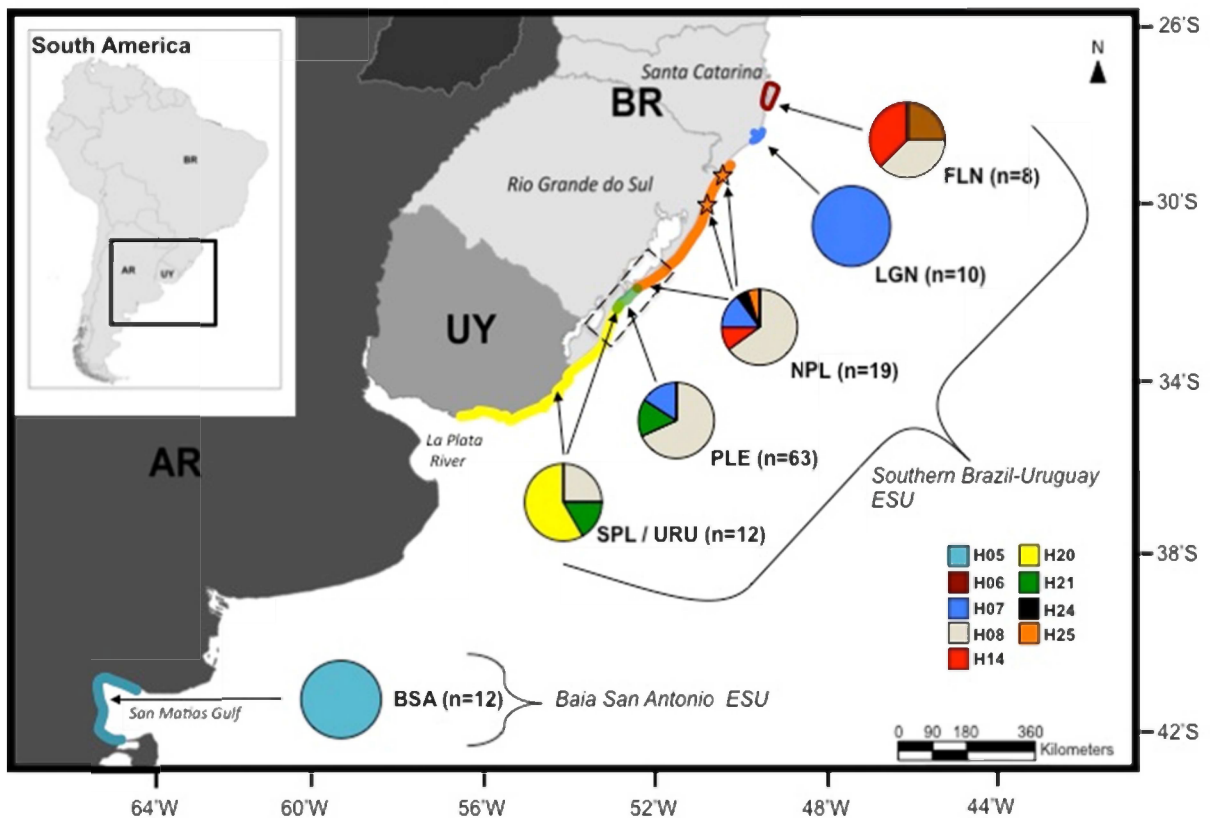 South America
BR
AR
UY
Santa Catarina
BR
Rio Grande do Sul
UY
AR
La Plata
River
San Matias Gulf
N
FLN (n=8)
LGN (n=10)
NPL (n=19)
PLE (n=63)
SPL / URU (n=12)
BSA (n=12)
Southern Brazil-Uruguay
ESU
Baia San Antonio ESU
H05
H06
H07
H08
H14
H20
H21
H24
H25
0 90 180 360
Kilometers
26°S
30°S
34°S
38°S
42°S
64°W 60°W 56°W 52°W 48°W 44°W